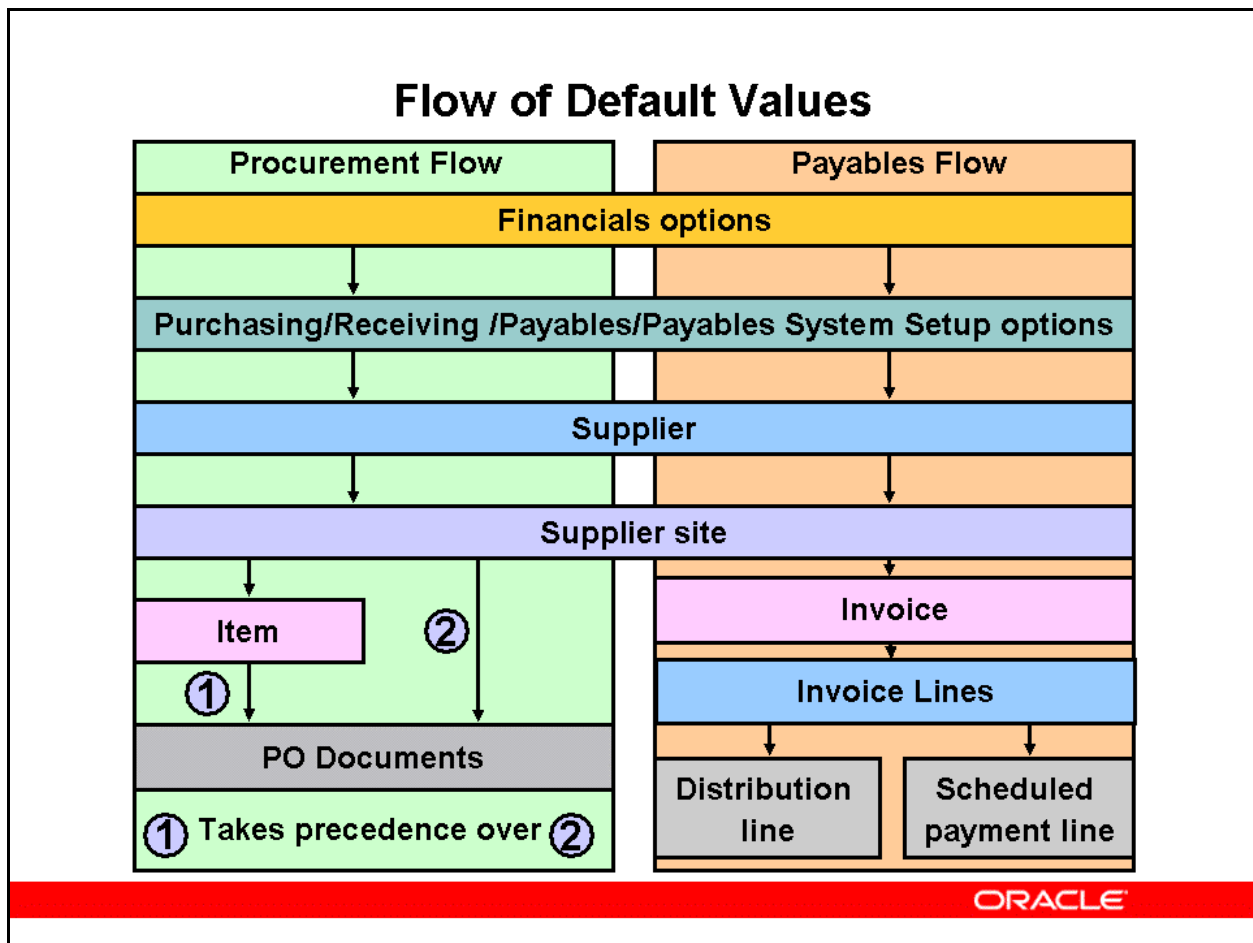 Flow of Default Values
Procurement Flow
Payables Flow
Financials options
Purchasing/Receiving /Payables/Payables System Setup options
Supplier
Supplier site
Item
2
1
PO Documents
1 Takes precedence over 2
Invoice
Invoice Lines
Distribution
line
Scheduled
payment line
ORACLE